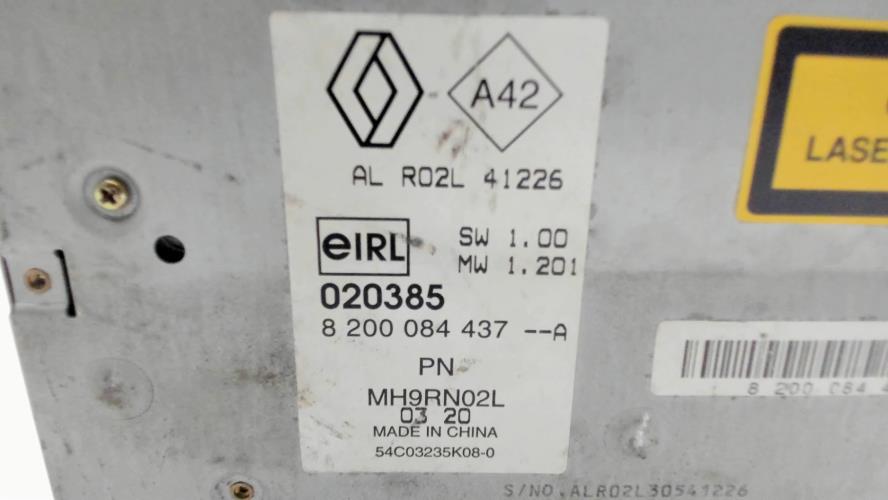 A42
AL R02L 41226
eIRL SW 1.00
MW 1.201
020385
8 200 084 437 --A
PN
MH9RN02L
03 20
MADE IN CHINA
54C03235K08-0
LASE
8 200 084 4
S/NO.ALR02L30541226